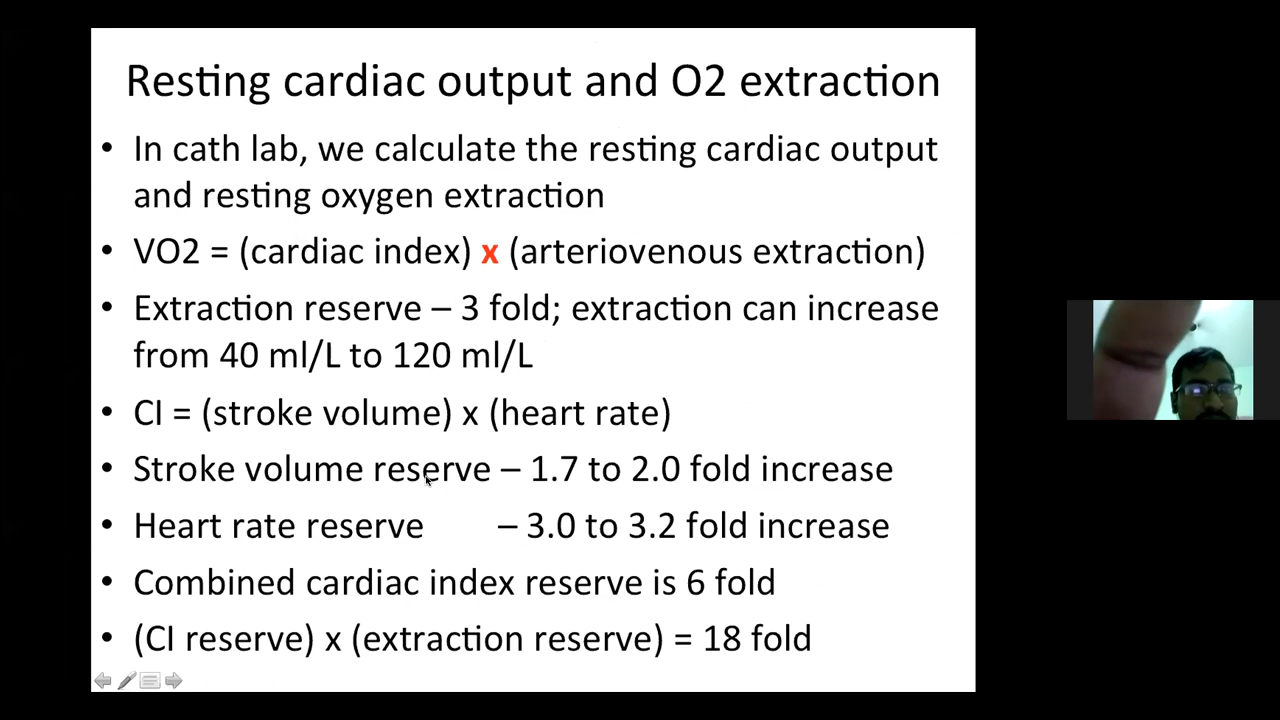 Resting cardiac output and O2 extraction
• In cath lab, we calculate the resting cardiac output
and resting oxygen extraction
• VO2 = (cardiac index) x (arteriovenous extraction)
• Extraction reserve – 3 fold; extraction can increase
from 40 ml/L to 120 ml/L
• CI = (stroke volume) x (heart rate)
• Stroke volume reserve – 1.7 to 2.0 fold increase
• Heart rate reserve – 3.0 to 3.2 fold increase
• Combined cardiac index reserve is 6 fold
• (CI reserve) x (extraction reserve) = 18 fold